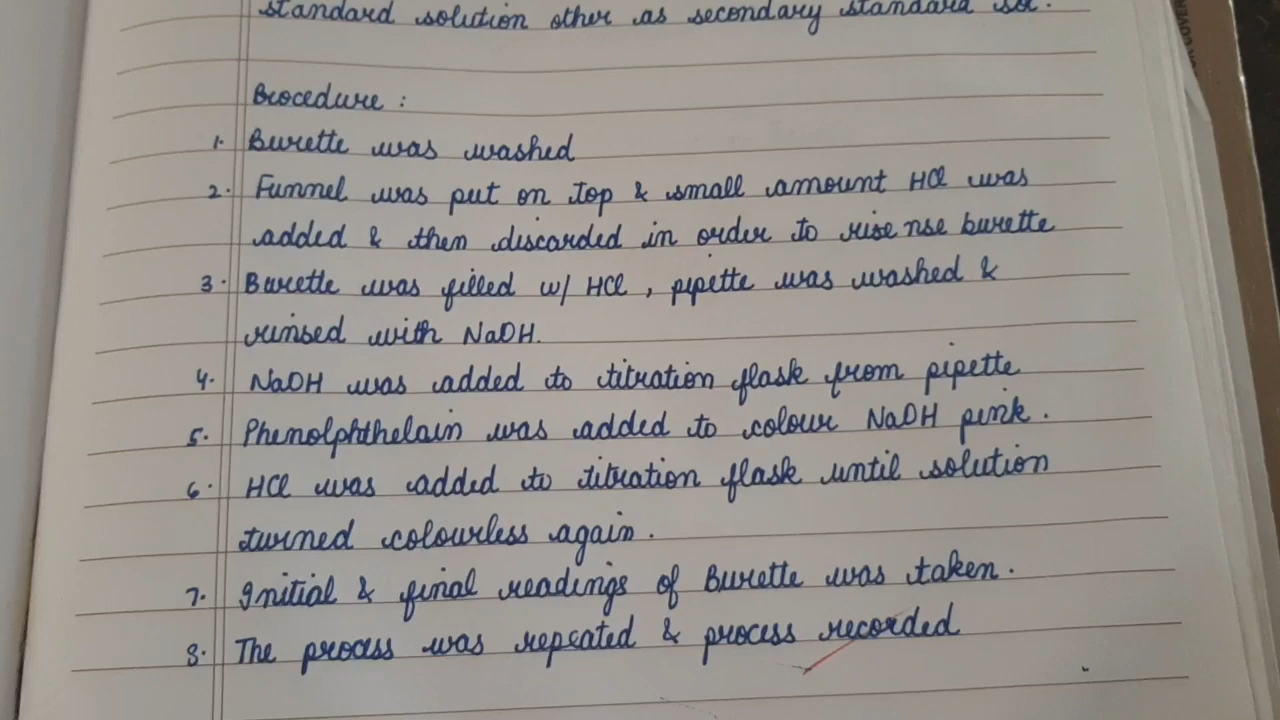 standard solution other as secondary standard sol.
Procedure :
1. Burette was washed
2. Funnel was put on top & small amount HCl was
added & then discarded in order to rise nse burette
3. Burette was filled w/ HCl, pipette was washed &
rinsed with NaOH.
4. NaOH was added to titration flask from pipette
5. Phenolphthelain was added to colour NaOH pink.
6. HCl was added to titration flask until solution
turned colourless again.
7. Initial & final readings of Burette was taken.
8. The process was repeated & process recorded